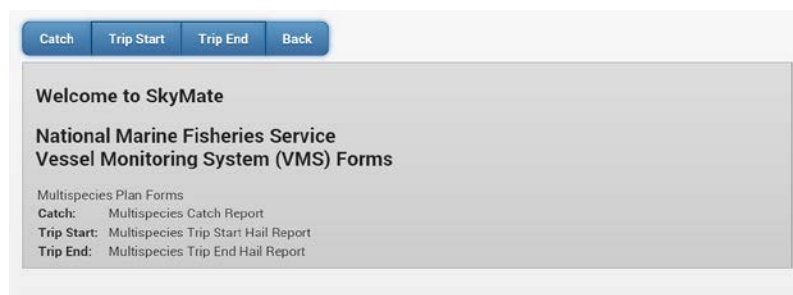 Catch Trip Start Trip End Back
Welcome to SkyMate
National Marine Fisheries Service
Vessel Monitoring System (VMS) Forms
Multispecies Plan Forms
Catch: Multispecies Catch Report
Trip Start: Multispecies Trip Start Hail Report
Trip End: Multispecies Trip End Hail Report